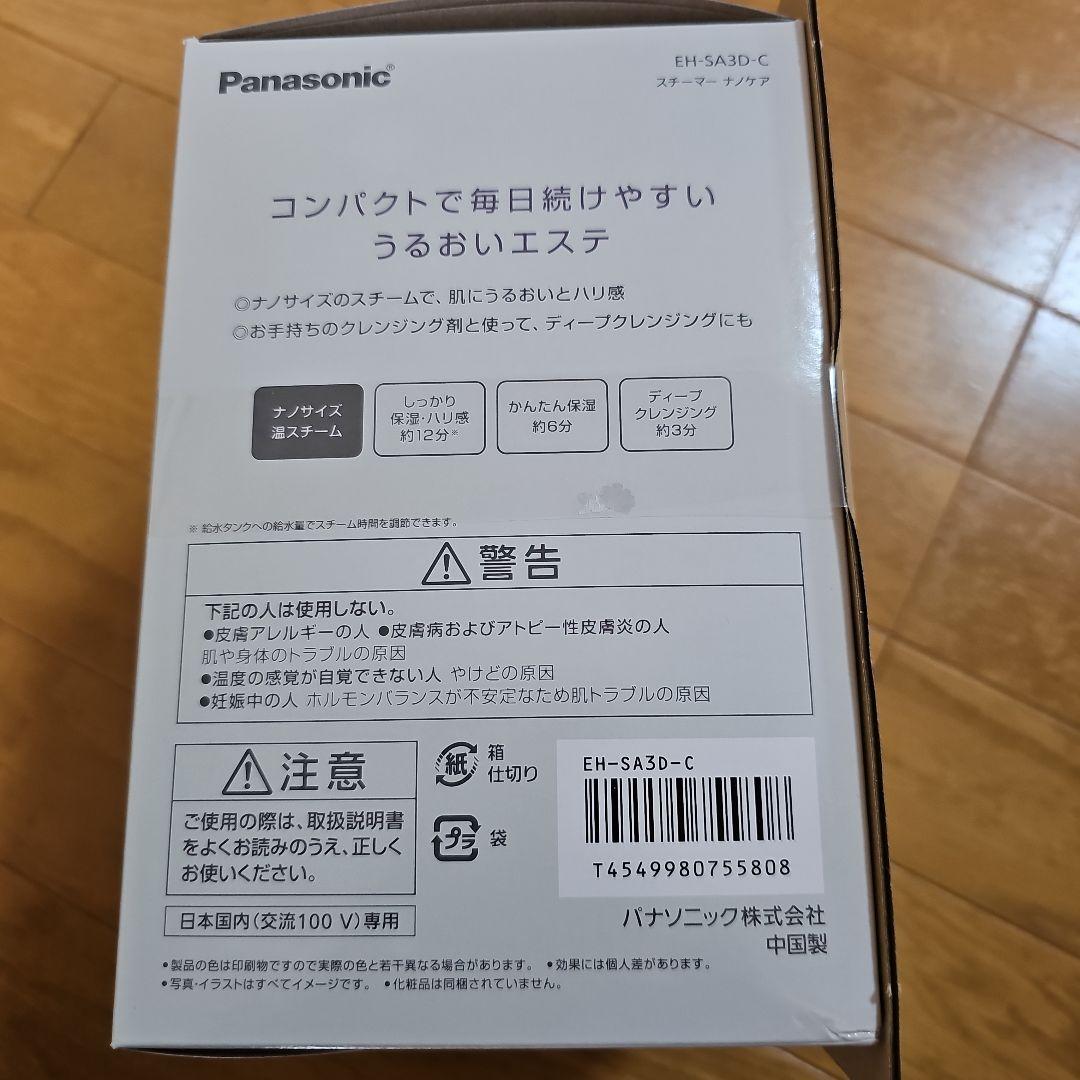 Panasonic®
EH-SA3D-C
スチーマー ナノケア
コンパクトで毎日続けやすい
うるおいエステ
◎ナノサイズのスチームで、肌にうるおいとハリ感
◎お手持ちのクレンジング剤と使って、ディープクレンジングにも
ナノサイズ
温スチーム
しっかり
保湿・ハリ感
約12分※
かんたん保湿
約6分
ディープ
クレンジング
約3分
※ 給水タンクへの給水量でスチーム時間を調節できます。
警告
下記の人は使用しない。
●皮膚アレルギーの人 ●皮膚病およびアトピー性皮膚炎の人
肌や身体のトラブルの原因
●温度の感覚が自覚できない人 やけどの原因
●妊娠中の人 ホルモンバランスが不安定なため肌トラブルの原因
注意
ご使用の際は、取扱説明書
をよくお読みのうえ、正しく
お使いください。
日本国内(交流100 V)専用
紙
箱
仕切り
プラ
袋
EH-SA3D-C
T4549980755808
パナソニック株式会社
中国製
•製品の色は印刷物ですので実際の色と若干異なる場合があります。 •効果には個人差があります。
•写真・イラストはすべてイメージです。 •化粧品は同梱されていません。